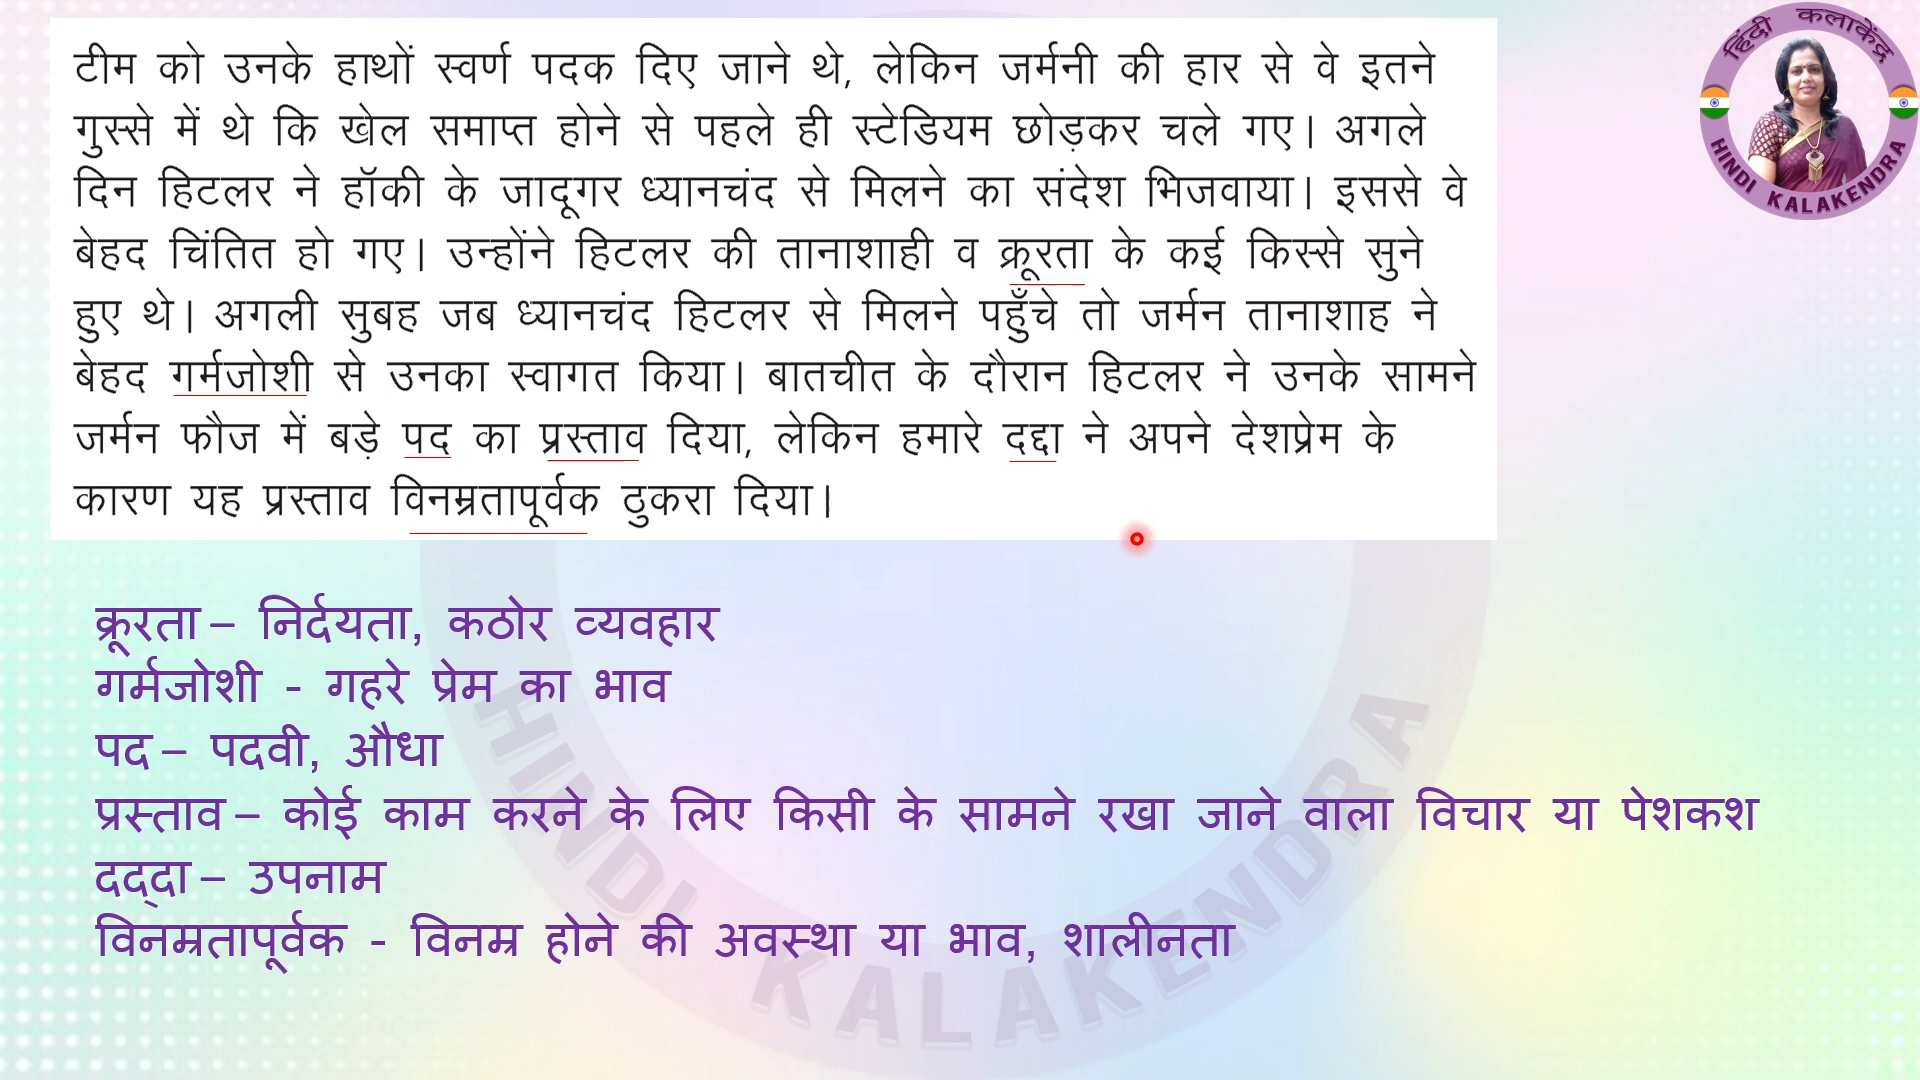 टीम को उनके हाथों स्वर्ण पदक दिए जाने थे, लेकिन जर्मनी की हार से वे इतने
गुस्से में थे कि खेल समाप्त होने से पहले ही स्टेडियम छोड़कर चले गए। अगले
दिन हिटलर ने हॉकी के जादूगर ध्यानचंद से मिलने का संदेश भिजवाया। इससे वे
बेहद चिंतित हो गए। उन्होंने हिटलर की तानाशाही व क्रूरता के कई किस्से सुने
हुए थे। अगली सुबह जब ध्यानचंद हिटलर से मिलने पहुँचे तो जर्मन तानाशाह ने
बेहद गर्मजोशी से उनका स्वागत किया। बातचीत के दौरान हिटलर ने उनके सामने
जर्मन फौज में बड़े पद का प्रस्ताव दिया, लेकिन हमारे दद्दा ने अपने देशप्रेम के
कारण यह प्रस्ताव विनम्रतापूर्वक ठुकरा दिया।
हिंदी कलाकेंद्र
HINDI KALAKENDRA
क्रूरता – निर्दयता, कठोर व्यवहार
गर्मजोशी - गहरे प्रेम का भाव
पद – पदवी, औधा
प्रस्ताव – कोई काम करने के लिए किसी के सामने रखा जाने वाला विचार या पेशकश
दद्‌दा – उपनाम
विनम्रतापूर्वक - विनम्र होने की अवस्था या भाव, शालीनता
HINDI KALAKENDRA